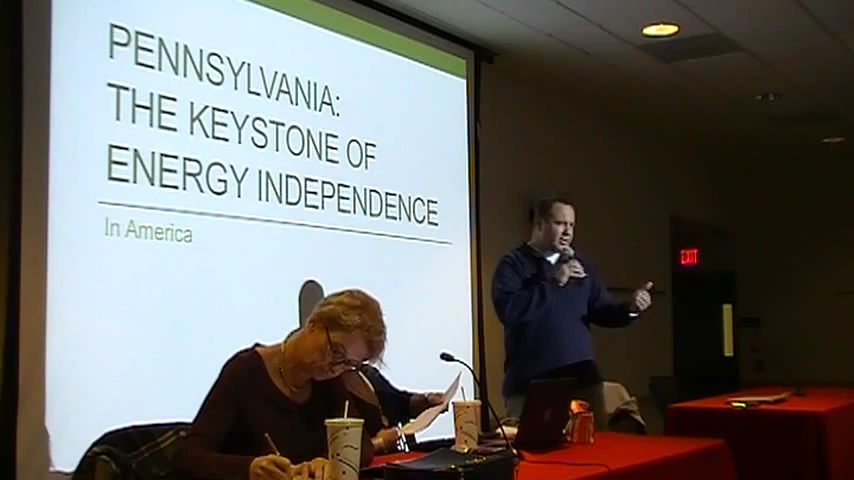 PENNSYLVANIA:
THE KEYSTONE OF
ENERGY INDEPENDENCE
In America
EXIT